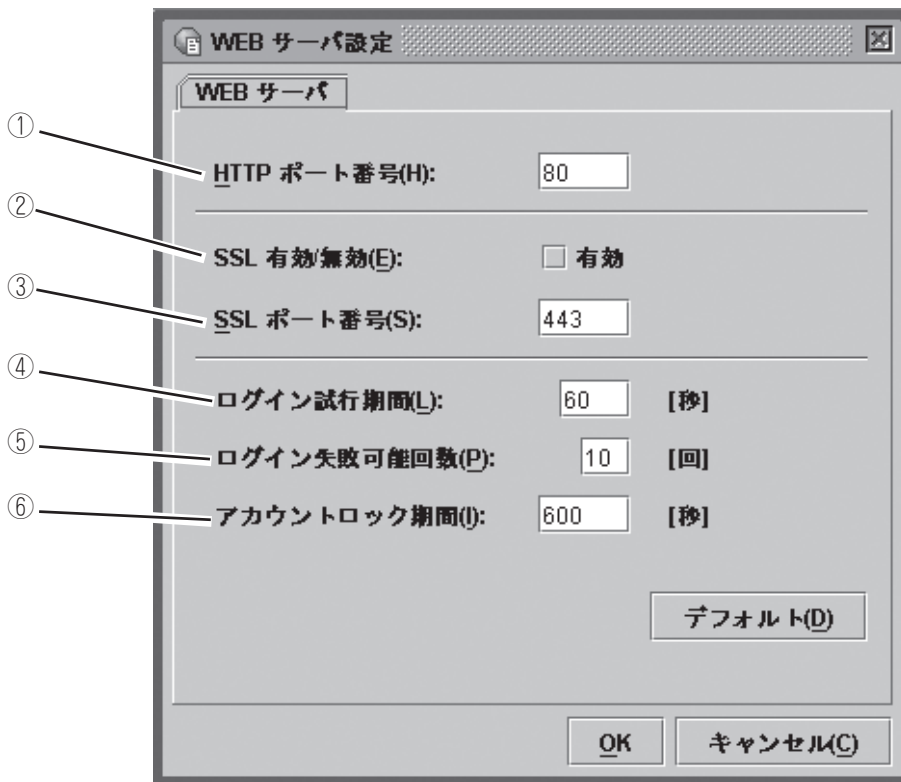 WEB サーバ設定
WEB サーバ
① HTTP ポート番号(H): 80
② SSL 有効/無効(E): 有効
③ SSL ポート番号(S): 443
④ ログイン試行期間(L): 60 [秒]
⑤ ログイン失敗可能回数(P): 10 [回]
⑥ アカウントロック期間(I): 600 [秒]
デフォルト(D)
OK キャンセル(C)